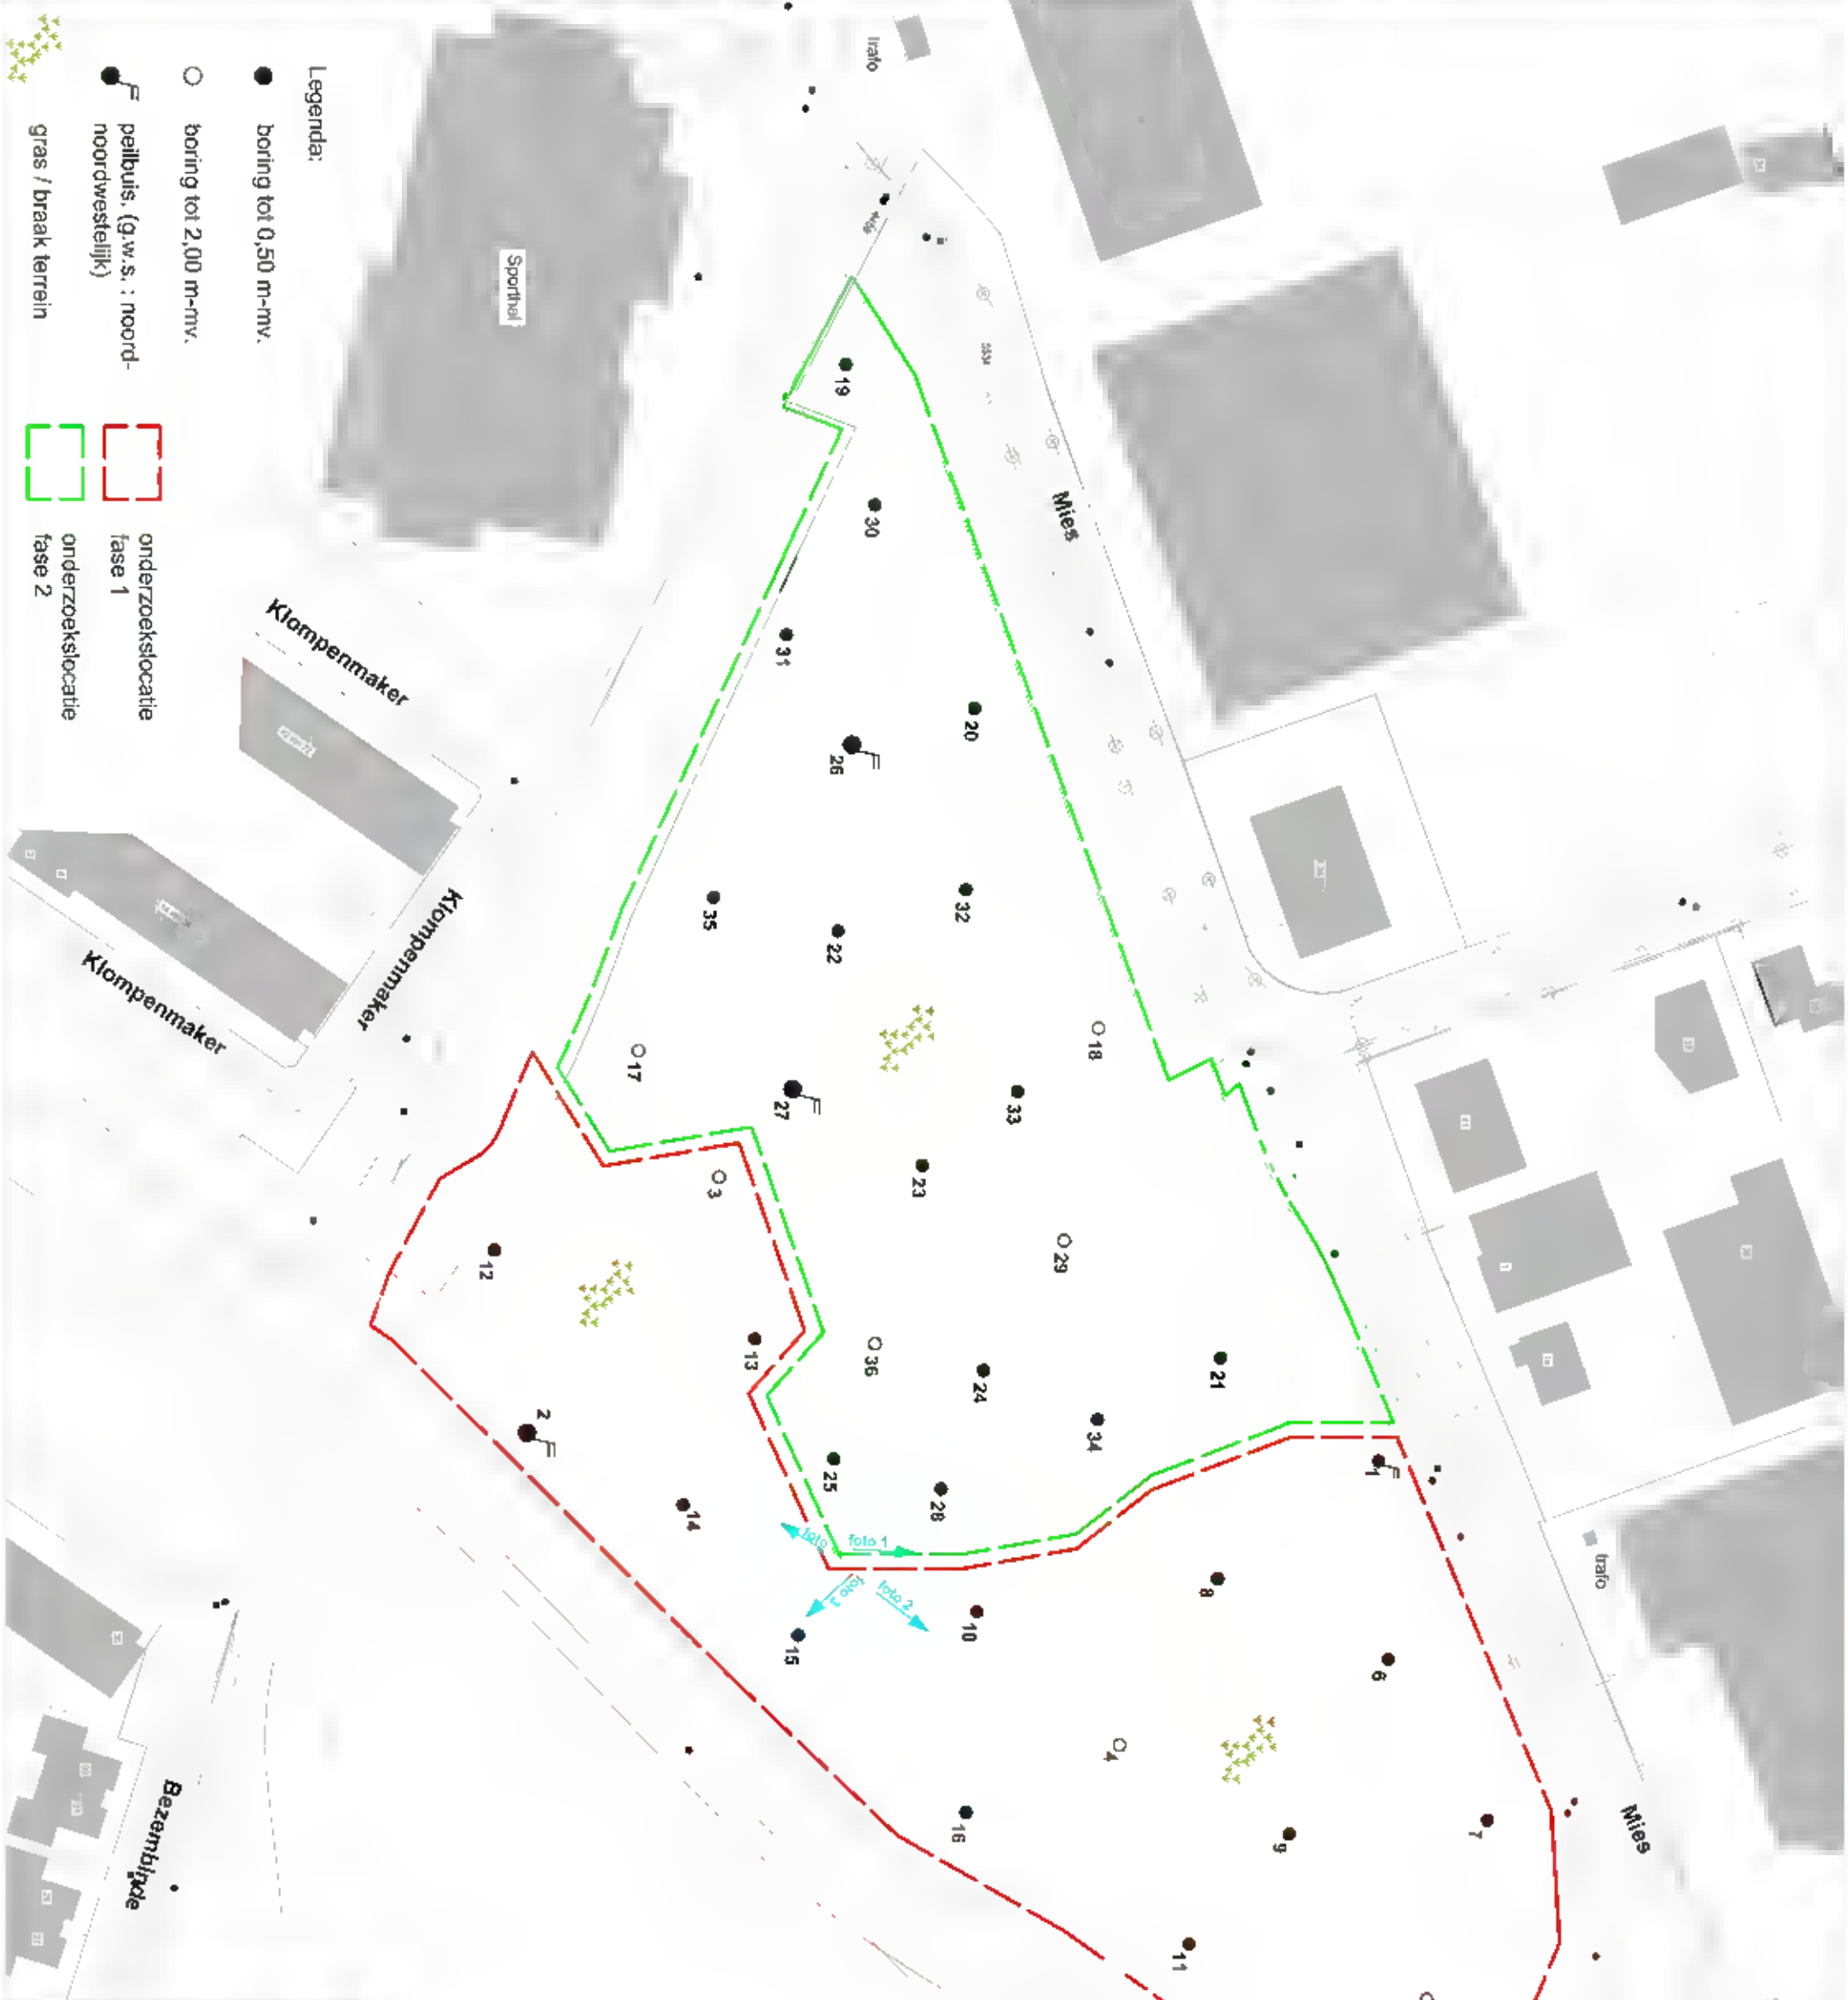 Legenda:
boring tot 0,50 m-mv.
boring tot 2,00 m-mv.
peilbuis, (g.w.s. : noord-
noordwestelijk)
gras / braak terrein
onderzoekslocatie
fase 1
onderzoekslocatie
fase 2
trafo
Sporthal
Mies
Klompenmaker
Klompenmaker
Klompenmaker
19
30
31
20
26
32
35
22
18
17
27
33
23
3
29
12
13
36
24
21
34
2
25
28
1
14
foto
foto 1
foto 2
foto 3
8
10
15
6
4
16
9
7
11
trafo
Mies
Bezembinde